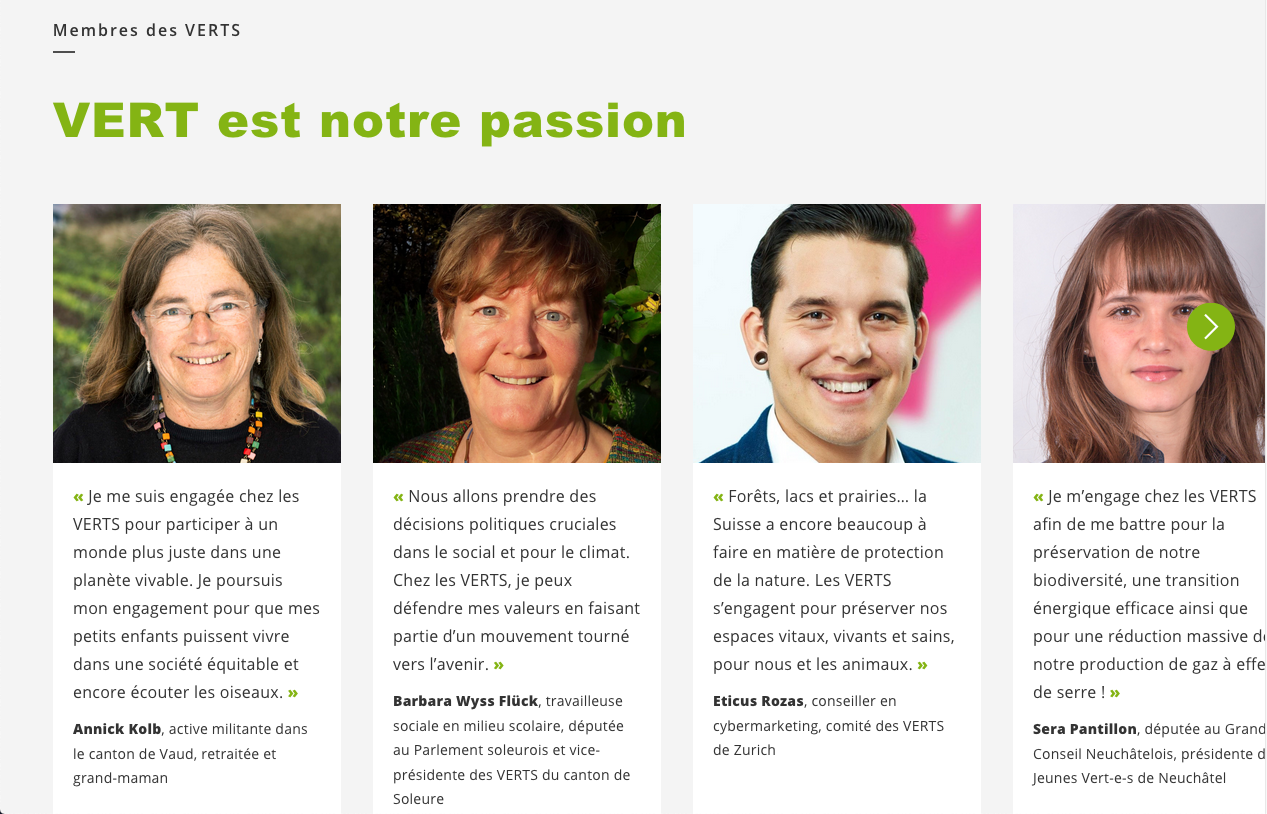 Membres des VERTS
VERT est notre passion
« Je me suis engagée chez les
VERTS pour participer à un
monde plus juste dans une
planète vivable. Je poursuis
mon engagement pour que mes
petits enfants puissent vivre
dans une société équitable et
encore écouter les oiseaux. »
Annick Kolb, active militante dans
le canton de Vaud, retraitée et
grand-maman
« Nous allons prendre des
décisions politiques cruciales
dans le social et pour le climat.
Chez les VERTS, je peux
défendre mes valeurs en faisant
partie d’un mouvement tourné
vers l’avenir. »
Barbara Wyss Flück, travailleuse
sociale en milieu scolaire, députée
au Parlement soleurois et vice-
présidente des VERTS du canton de
Soleure
« Forêts, lacs et prairies... la
Suisse a encore beaucoup à
faire en matière de protection
de la nature. Les VERTS
s’engagent pour préserver nos
espaces vitaux, vivants et sains,
pour nous et les animaux. »
Eticus Rozas, conseiller en
cybermarketing, comité des VERTS
de Zurich
« Je m’engage chez les VERTS
afin de me battre pour la
préservation de notre
biodiversité, une transition
énergique efficace ainsi que
pour une réduction massive
notre production de gaz à
de serre ! »
Sera Pantillon, députée au Grand
Conseil Neuchâtelois, présidente
Jeunes Vert-e-s de Neuchâtel